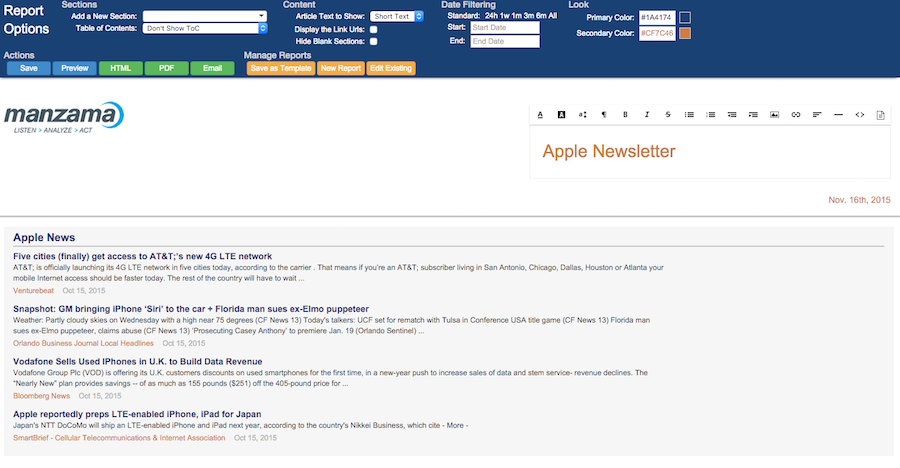 Report Options
Sections
Add a New Section:
Table of Contents: Don't Show ToC
Content
Article Text to Show: Short Text
Display the Link Urls:
Hide Blank Sections:
Date Filtering
Standard: 24h 1w 1m 3m 6m All
Start: Start Date
End: End Date
Look
Primary Color: #1A4174
Secondary Color: #CF7C46
Actions
Save Preview HTML PDF Email
Manage Reports
Save as Template New Report Edit Existing
manzama
LISTEN > ANALYZE > ACT
Apple Newsletter
Nov. 16th, 2015
Apple News
Five cities (finally) get access to AT&T;'s new 4G LTE network
AT&T; is officially launching its 4G LTE network in five cities today, according to the carrier . That means if you're an AT&T; subscriber living in San Antonio, Chicago, Dallas, Houston or Atlanta your
mobile Internet access should be faster today. The rest of the country will have to wait ...
Venturebeat Oct 15, 2015
Snapshot: GM bringing iPhone ‘Siri’ to the car + Florida man sues ex-Elmo puppeteer
Weather: Partly cloudy skies on Wednesday with a high near 75 degrees (CF News 13) Today's talkers: UCF set for rematch with Tulsa in Conference USA title game (CF News 13) Florida man
sues ex-Elmo puppeteer, claims abuse (CF News 13) ‘Prosecuting Casey Anthony’ to premiere Jan. 19 (Orlando Sentinel) ...
Orlando Business Journal Local Headlines Oct 15, 2015
Vodafone Sells Used IPhones in U.K. to Build Data Revenue
Vodafone Group Plc (VOD) is offering its U.K. customers discounts on used smartphones for the first time, in a new-year push to increase sales of data and stem service- revenue declines. The
“Nearly New” plan provides savings -- of as much as 155 pounds ($251) off the 405-pound price for ...
Bloomberg News Oct 15, 2015
Apple reportedly preps LTE-enabled iPhone, iPad for Japan
Japan's NTT DoCoMo will ship an LTE-enabled iPhone and iPad next year, according to the country's Nikkei Business, which cite - More -
SmartBrief - Cellular Telecommunications & Internet Association Oct 15, 2015